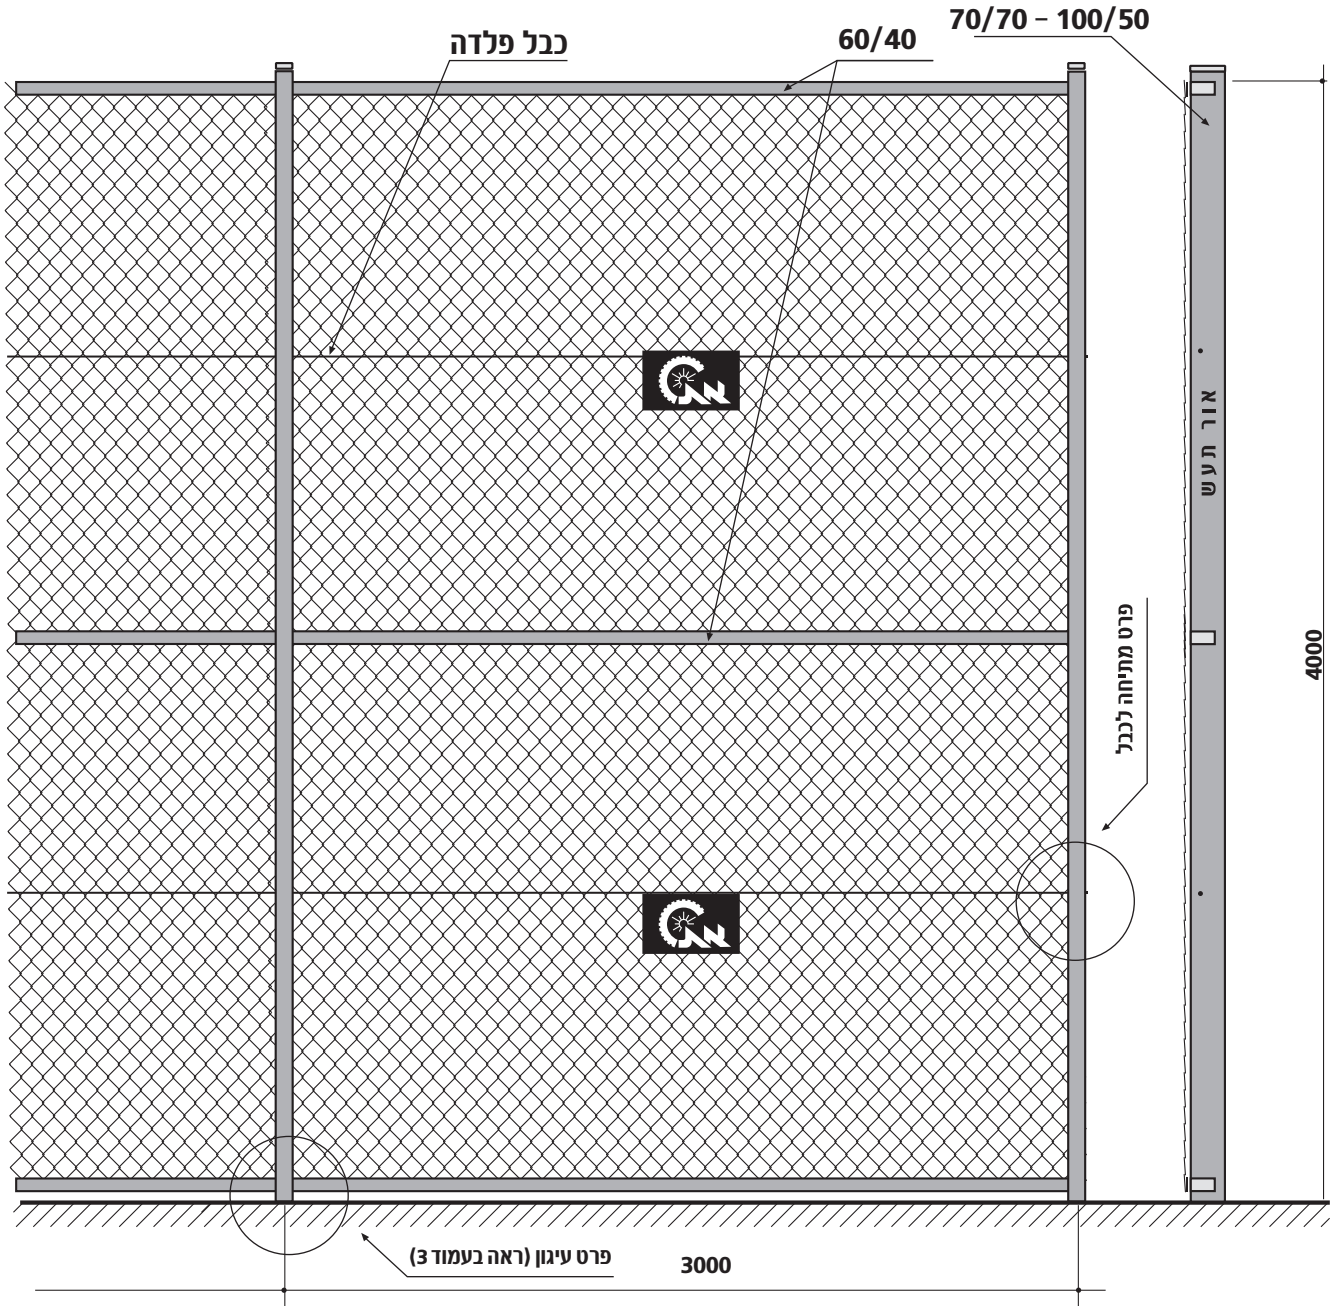 כבל פלדה
60/40
70/70 - 100/50
אור תעש
פרט מתיחה לכבל
4000
פרט עיגון (ראה בעמוד 3)
3000